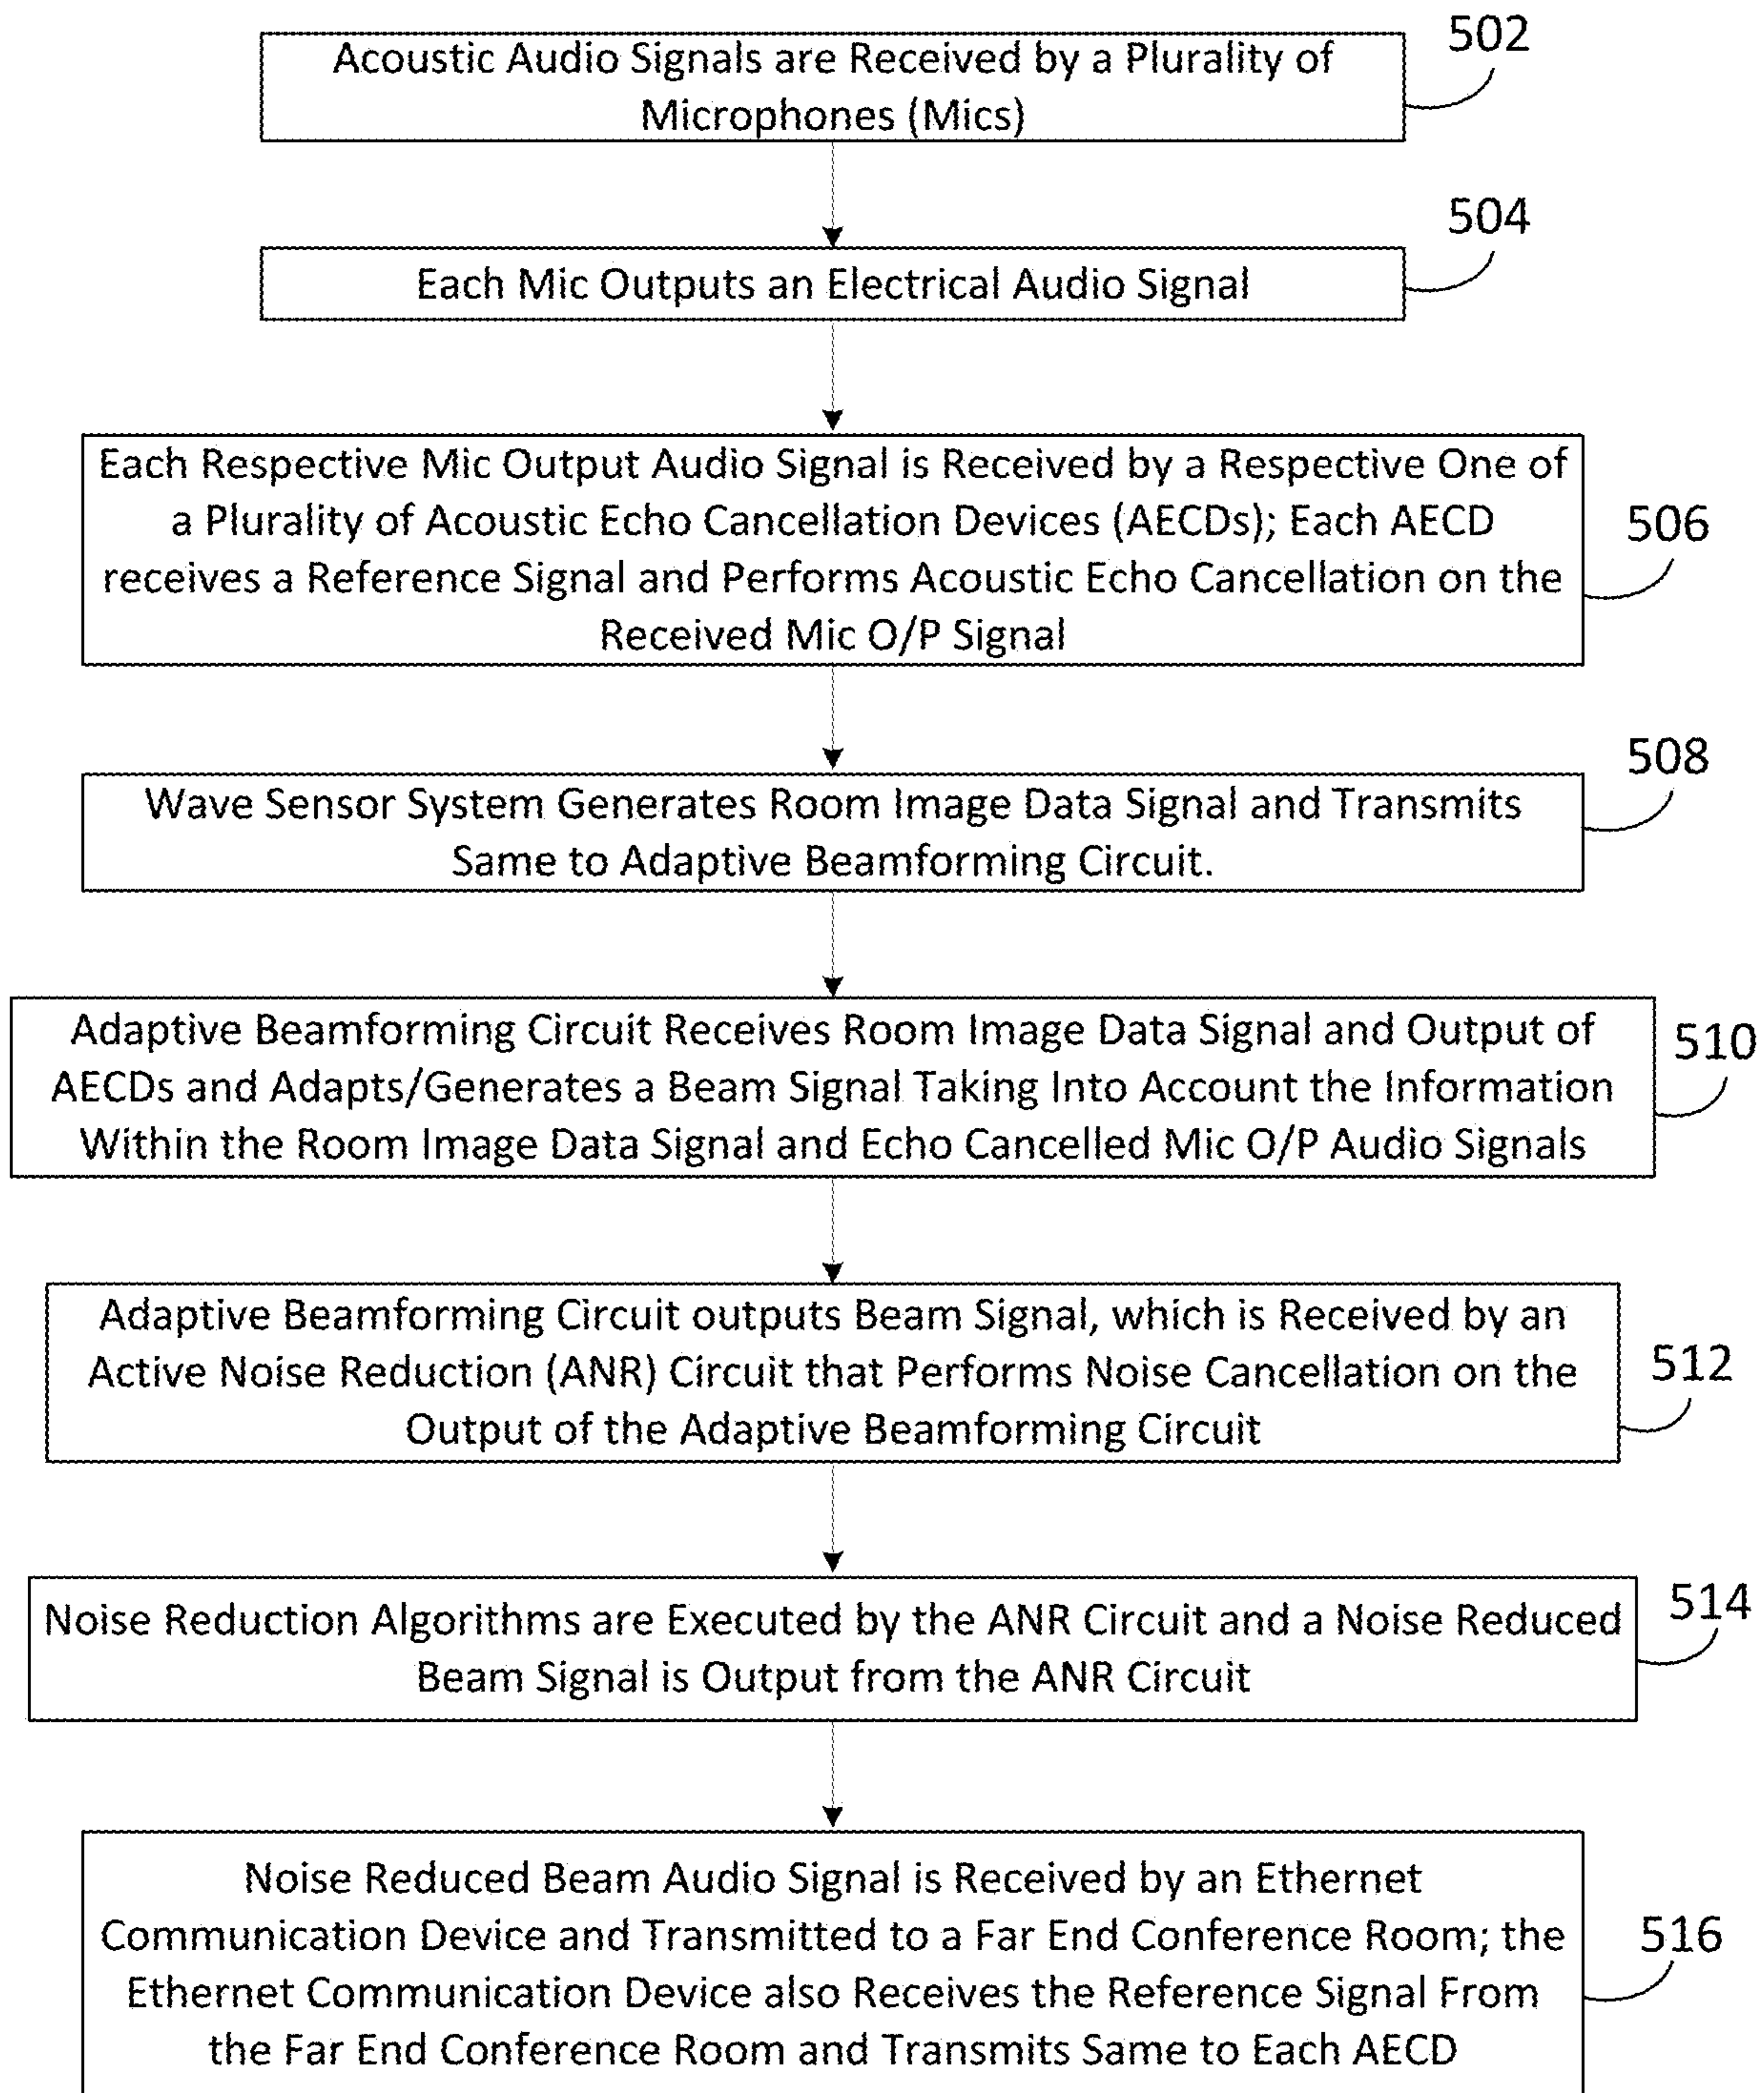 502
Acoustic Audio Signals are Received by a Plurality of
Microphones (Mics)
504
Each Mic Outputs an Electrical Audio Signal
Each Respective Mic Output Audio Signal is Received by a Respective One of
a Plurality of Acoustic Echo Cancellation Devices (AECDs); Each AECD
receives a Reference Signal and Performs Acoustic Echo Cancellation on the
Received Mic O/P Signal
506
508
Wave Sensor System Generates Room Image Data Signal and Transmits
Same to Adaptive Beamforming Circuit.
Adaptive Beamforming Circuit Receives Room Image Data Signal and Output of
AECDs and Adapts/Generates a Beam Signal Taking Into Account the Information
Within the Room Image Data Signal and Echo Cancelled Mic O/P Audio Signals
510
Adaptive Beamforming Circuit outputs Beam Signal, which is Received by an
Active Noise Reduction (ANR) Circuit that Performs Noise Cancellation on the
Output of the Adaptive Beamforming Circuit
512
Noise Reduction Algorithms are Executed by the ANR Circuit and a Noise Reduced
Beam Signal is Output from the ANR Circuit
514
Noise Reduced Beam Audio Signal is Received by an Ethernet
Communication Device and Transmitted to a Far End Conference Room; the
Ethernet Communication Device also Receives the Reference Signal From
the Far End Conference Room and Transmits Same to Each AECD
516